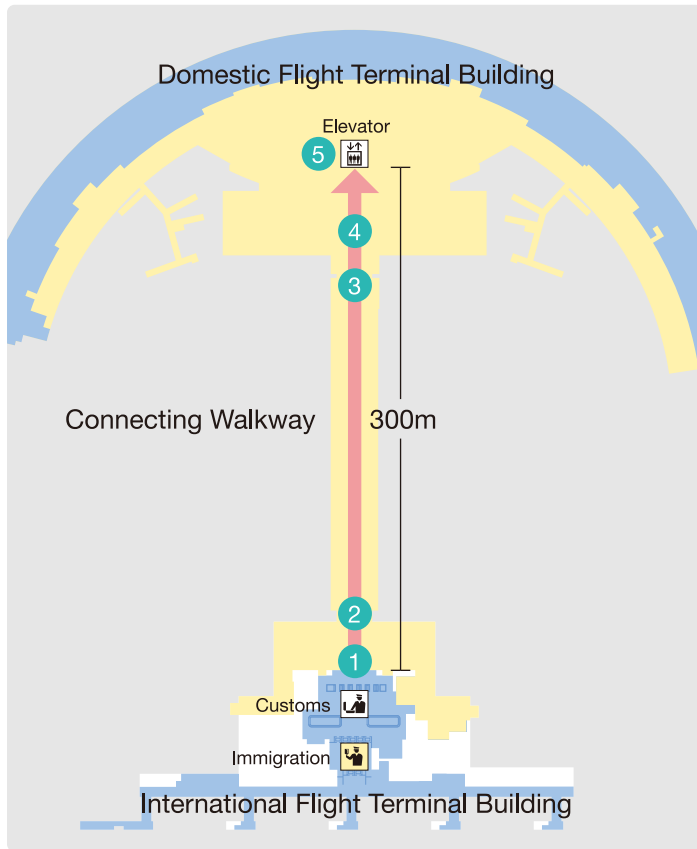 Domestic Flight Terminal Building
Elevator
5
4
3
Connecting Walkway
300m
2
1
Customs
Immigration
International Flight Terminal Building